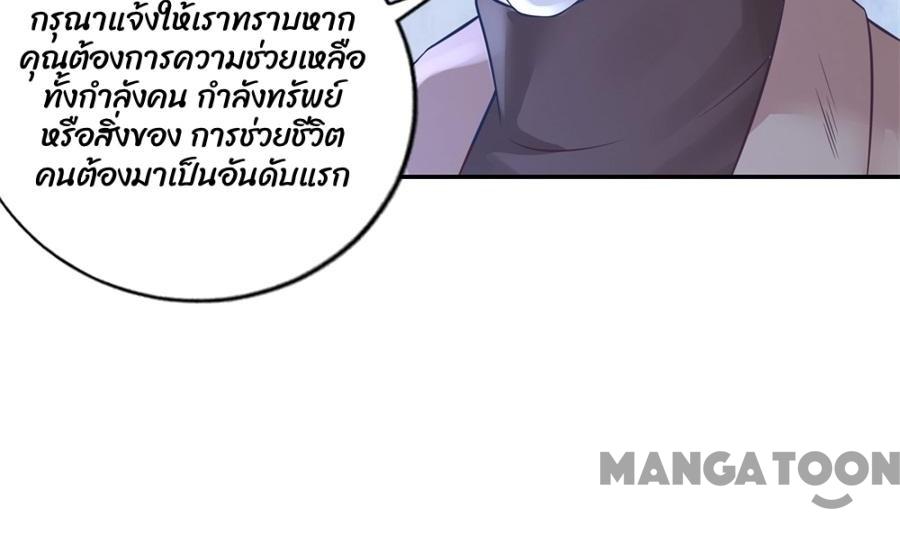 กรุณาแจ้งให้เราทราบหาก
คุณต้องการความช่วยเหลือ
ทั้งกำลังคน กำลังทรัพย์
หรือสิ่งของ การช่วยชีวิต
คนต้องมาเป็นอันดับแรก
MANGATOON